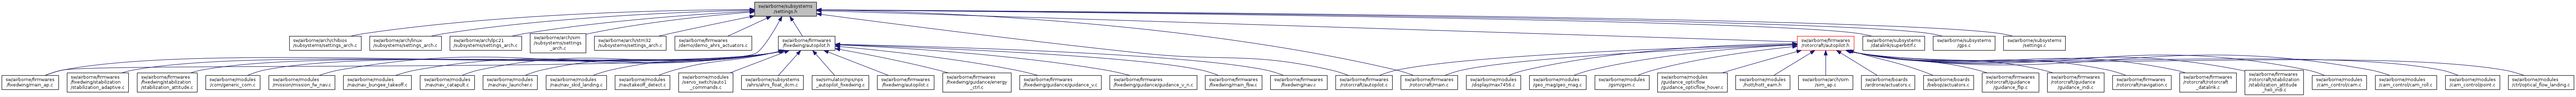 sw/airborne/subsystems
/settings.h
sw/airborne/arch/chibios
/subsystems/settings_arch.c
sw/airborne/arch/linux
/subsystems/settings_arch.c
sw/airborne/arch/lpc21
/subsystems/settings_arch.c
sw/airborne/arch/sim
/subsystems/settings
_arch.c
sw/airborne/arch/stm32
/subsystems/settings_arch.c
sw/airborne/firmwares
/demo/demo_ahrs_actuators.c
sw/airborne/firmwares
/fixedwing/autopilot.h
sw/airborne/firmwares
/rotorcraft/autopilot.h
sw/airborne/subsystems
/datalink/superbitrf.c
sw/airborne/subsystems
/gps.c
sw/airborne/subsystems
/settings.c
sw/airborne/firmwares
/fixedwing/main_ap.c
sw/airborne/firmwares
/fixedwing/stabilization
/stabilization_adaptive.c
sw/airborne/firmwares
/fixedwing/stabilization
/stabilization_attitude.c
sw/airborne/modules
/com/generic_com.c
sw/airborne/modules
/mission/mission_fw_nav.c
sw/airborne/modules
/nav/nav_bungee_takeoff.c
sw/airborne/modules
/nav/nav_catapult.c
sw/airborne/modules
/nav/nav_launcher.c
sw/airborne/modules
/nav/nav_skid_landing.c
sw/airborne/modules
/nav/takeoff_detect.c
sw/airborne/modules
/servo_switch/auto1
_commands.c
sw/airborne/subsystems
/ahrs/ahrs_float_dcm.c
sw/simulator/nps/nps
_autopilot_fixedwing.c
sw/airborne/firmwares
/fixedwing/autopilot.c
sw/airborne/firmwares
/fixedwing/guidance/energy
_ctrl.c
sw/airborne/firmwares
/fixedwing/guidance/guidance_v.c
sw/airborne/firmwares
/fixedwing/guidance/guidance_v_n.c
sw/airborne/firmwares
/fixedwing/main_fbw.c
sw/airborne/firmwares
/fixedwing/nav.c
sw/airborne/firmwares
/rotorcraft/autopilot.c
sw/airborne/firmwares
/rotorcraft/main.c
sw/airborne/modules
/display/max7456.c
sw/airborne/modules
/geo_mag/geo_mag.c
sw/airborne/modules
/gsm/gsm.c
sw/airborne/modules
/guidance_opticflow
/guidance_opticflow_hover.c
sw/airborne/modules
/hott/hott_eam.h
sw/airborne/arch/sim
/sim_ap.c
sw/airborne/boards
/ardrone/actuators.c
sw/airborne/boards
/bebop/actuators.c
sw/airborne/firmwares
/rotorcraft/guidance
/guidance_flip.c
sw/airborne/firmwares
/rotorcraft/guidance
/guidance_indi.c
sw/airborne/firmwares
/rotorcraft/navigation.c
sw/airborne/firmwares
/rotorcraft/rotorcraft
_datalink.c
sw/airborne/firmwares
/rotorcraft/stabilization
/stabilization_attitude
_heli_indi.c
sw/airborne/modules
/cam_control/cam.c
sw/airborne/modules
/cam_control/cam_roll.c
sw/airborne/modules
/cam_control/point.c
sw/airborne/modules
/ctrl/optical_flow_landing.c